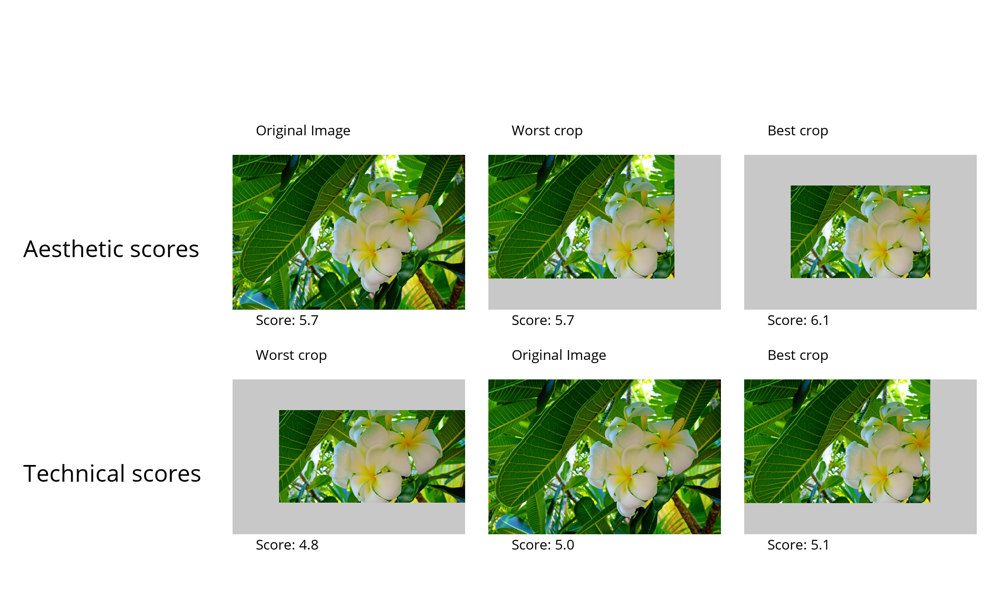 Original Image
Worst crop
Best crop
Aesthetic scores
Score: 5.7
Score: 5.7
Score: 6.1
Worst crop
Original Image
Best crop
Technical scores
Score: 4.8
Score: 5.0
Score: 5.1